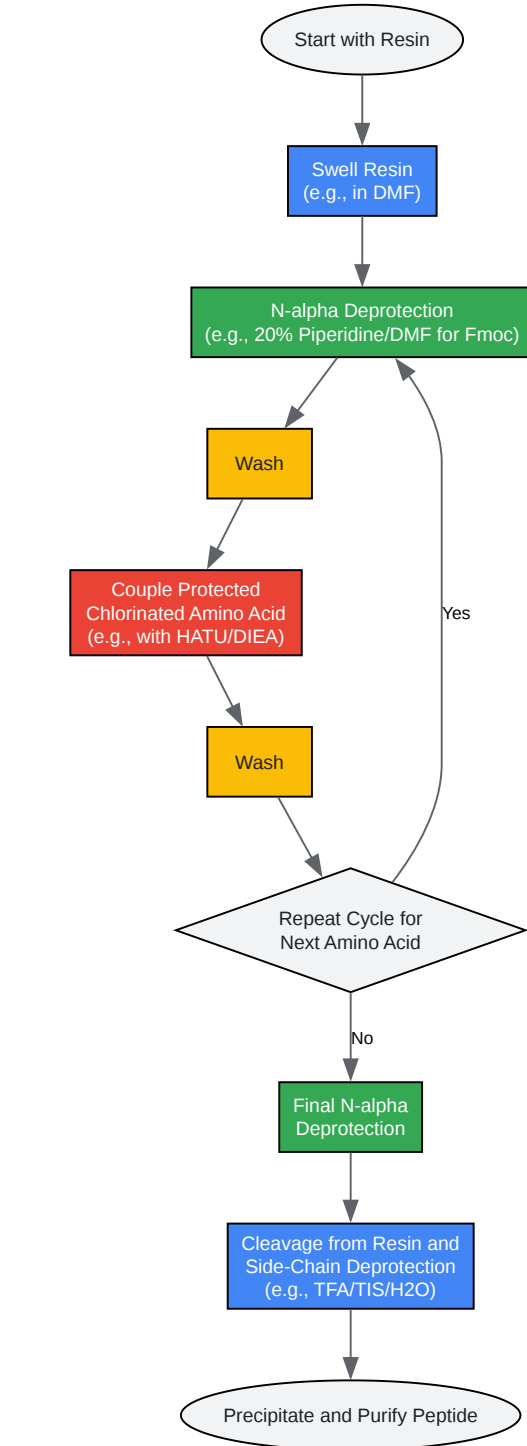 Start with Resin
Swell Resin
(e.g., in DMF)
N-alpha Deprotection
(e.g., 20% Piperidine/DMF for Fmoc)
Wash
Couple Protected
Chlorinated Amino Acid
(e.g., with HATU/DIEA)
Yes
Wash
Repeat Cycle for
Next Amino Acid
No
Final N-alpha
Deprotection
Cleavage from Resin and
Side-Chain Deprotection
(e.g., TFA/TIS/H2O)
Precipitate and Purify Peptide